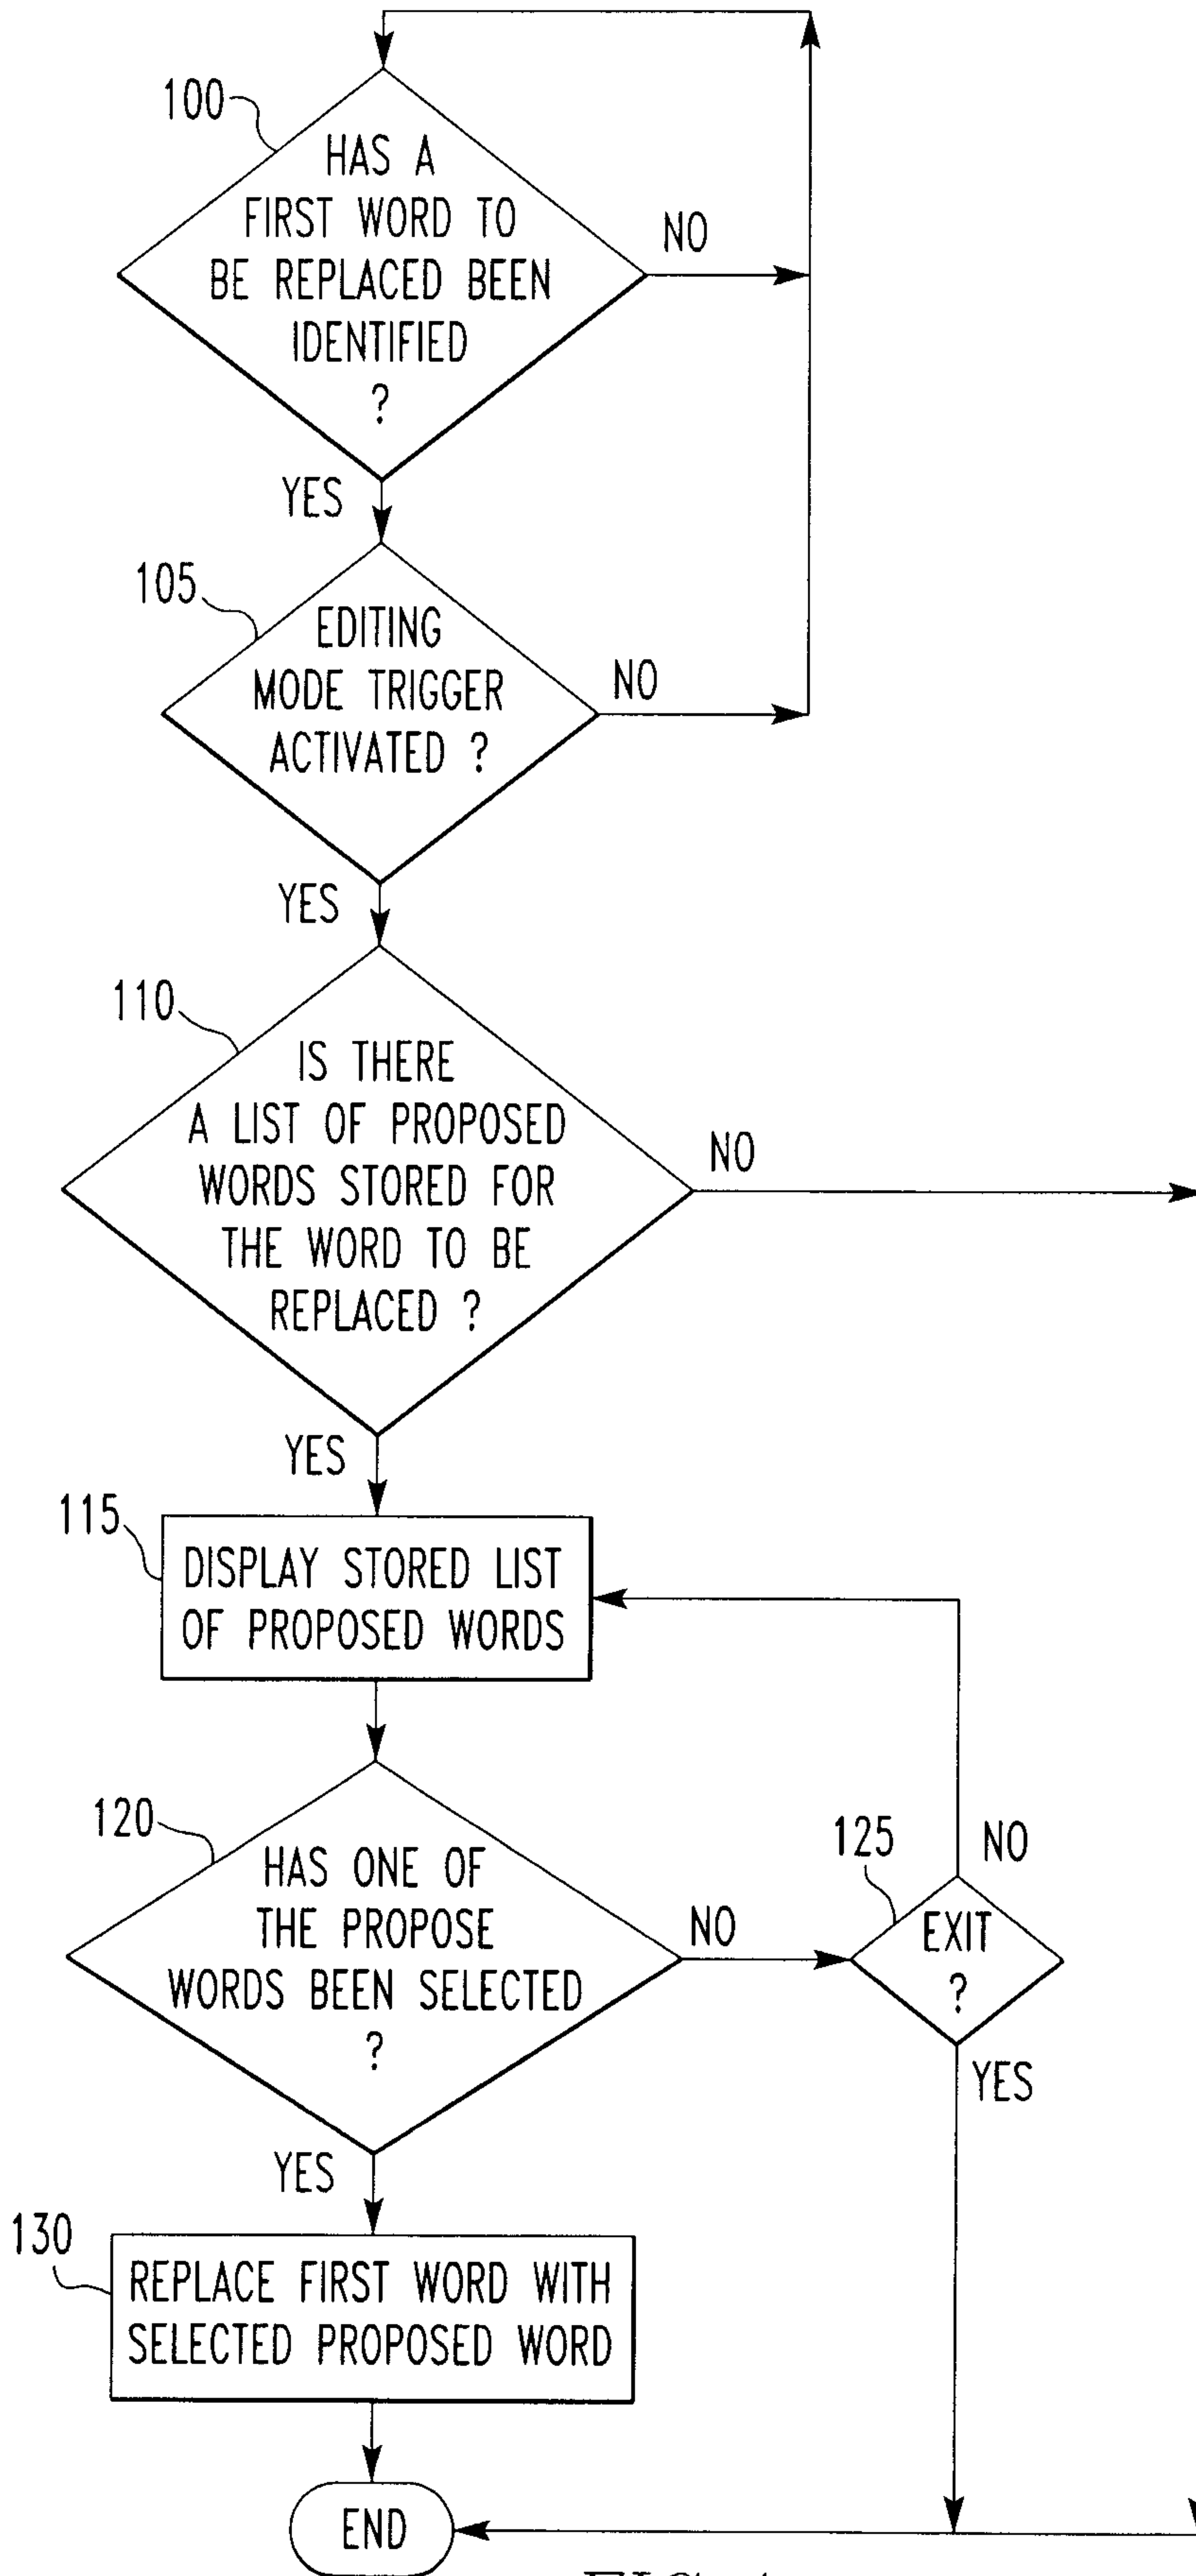 100
HAS A
FIRST WORD TO
BE REPLACED BEEN
IDENTIFIED
?
NO
YES
105
EDITING
MODE TRIGGER
ACTIVATED ?
NO
YES
110
IS THERE
A LIST OF PROPOSED
WORDS STORED FOR
THE WORD TO BE
REPLACED ?
NO
YES
115
DISPLAY STORED LIST
OF PROPOSED WORDS
120
HAS ONE OF
THE PROPOSE
WORDS BEEN SELECTED
?
NO
125
EXIT
?
NO
YES
YES
130
REPLACE FIRST WORD WITH
SELECTED PROPOSED WORD
END